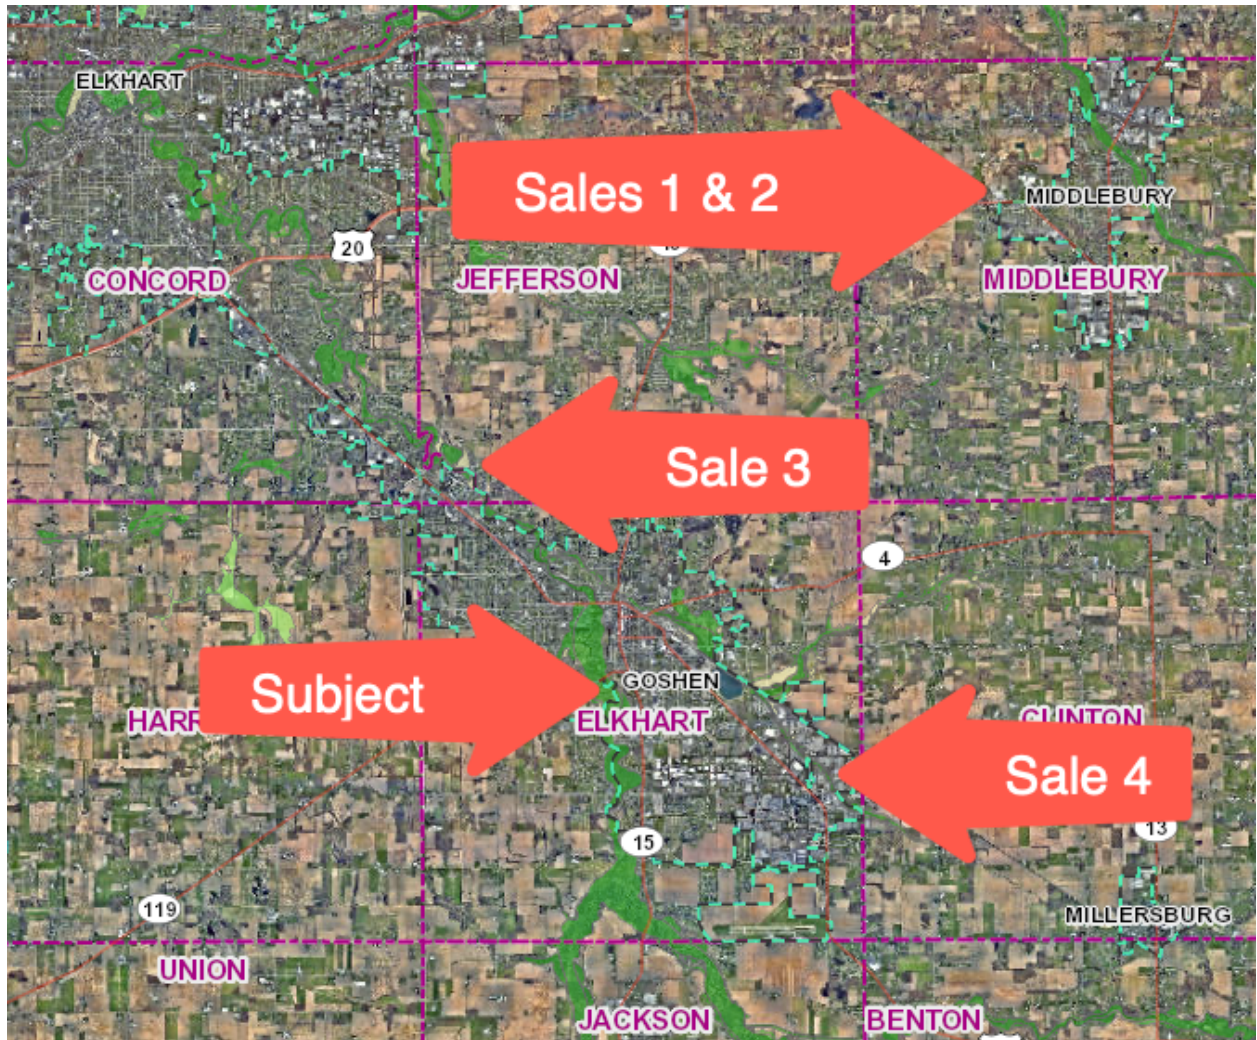 ELKHART
Sales 1 & 2
MIDDLEBURY
20
CONCORD
JEFFERSON
MIDDLEBURY
Sale 3
4
Subject
GOSHEN
ELKHART
CLINTON
Sale 4
15
13
119
MILLERSBURG
UNION
JACKSON
BENTON